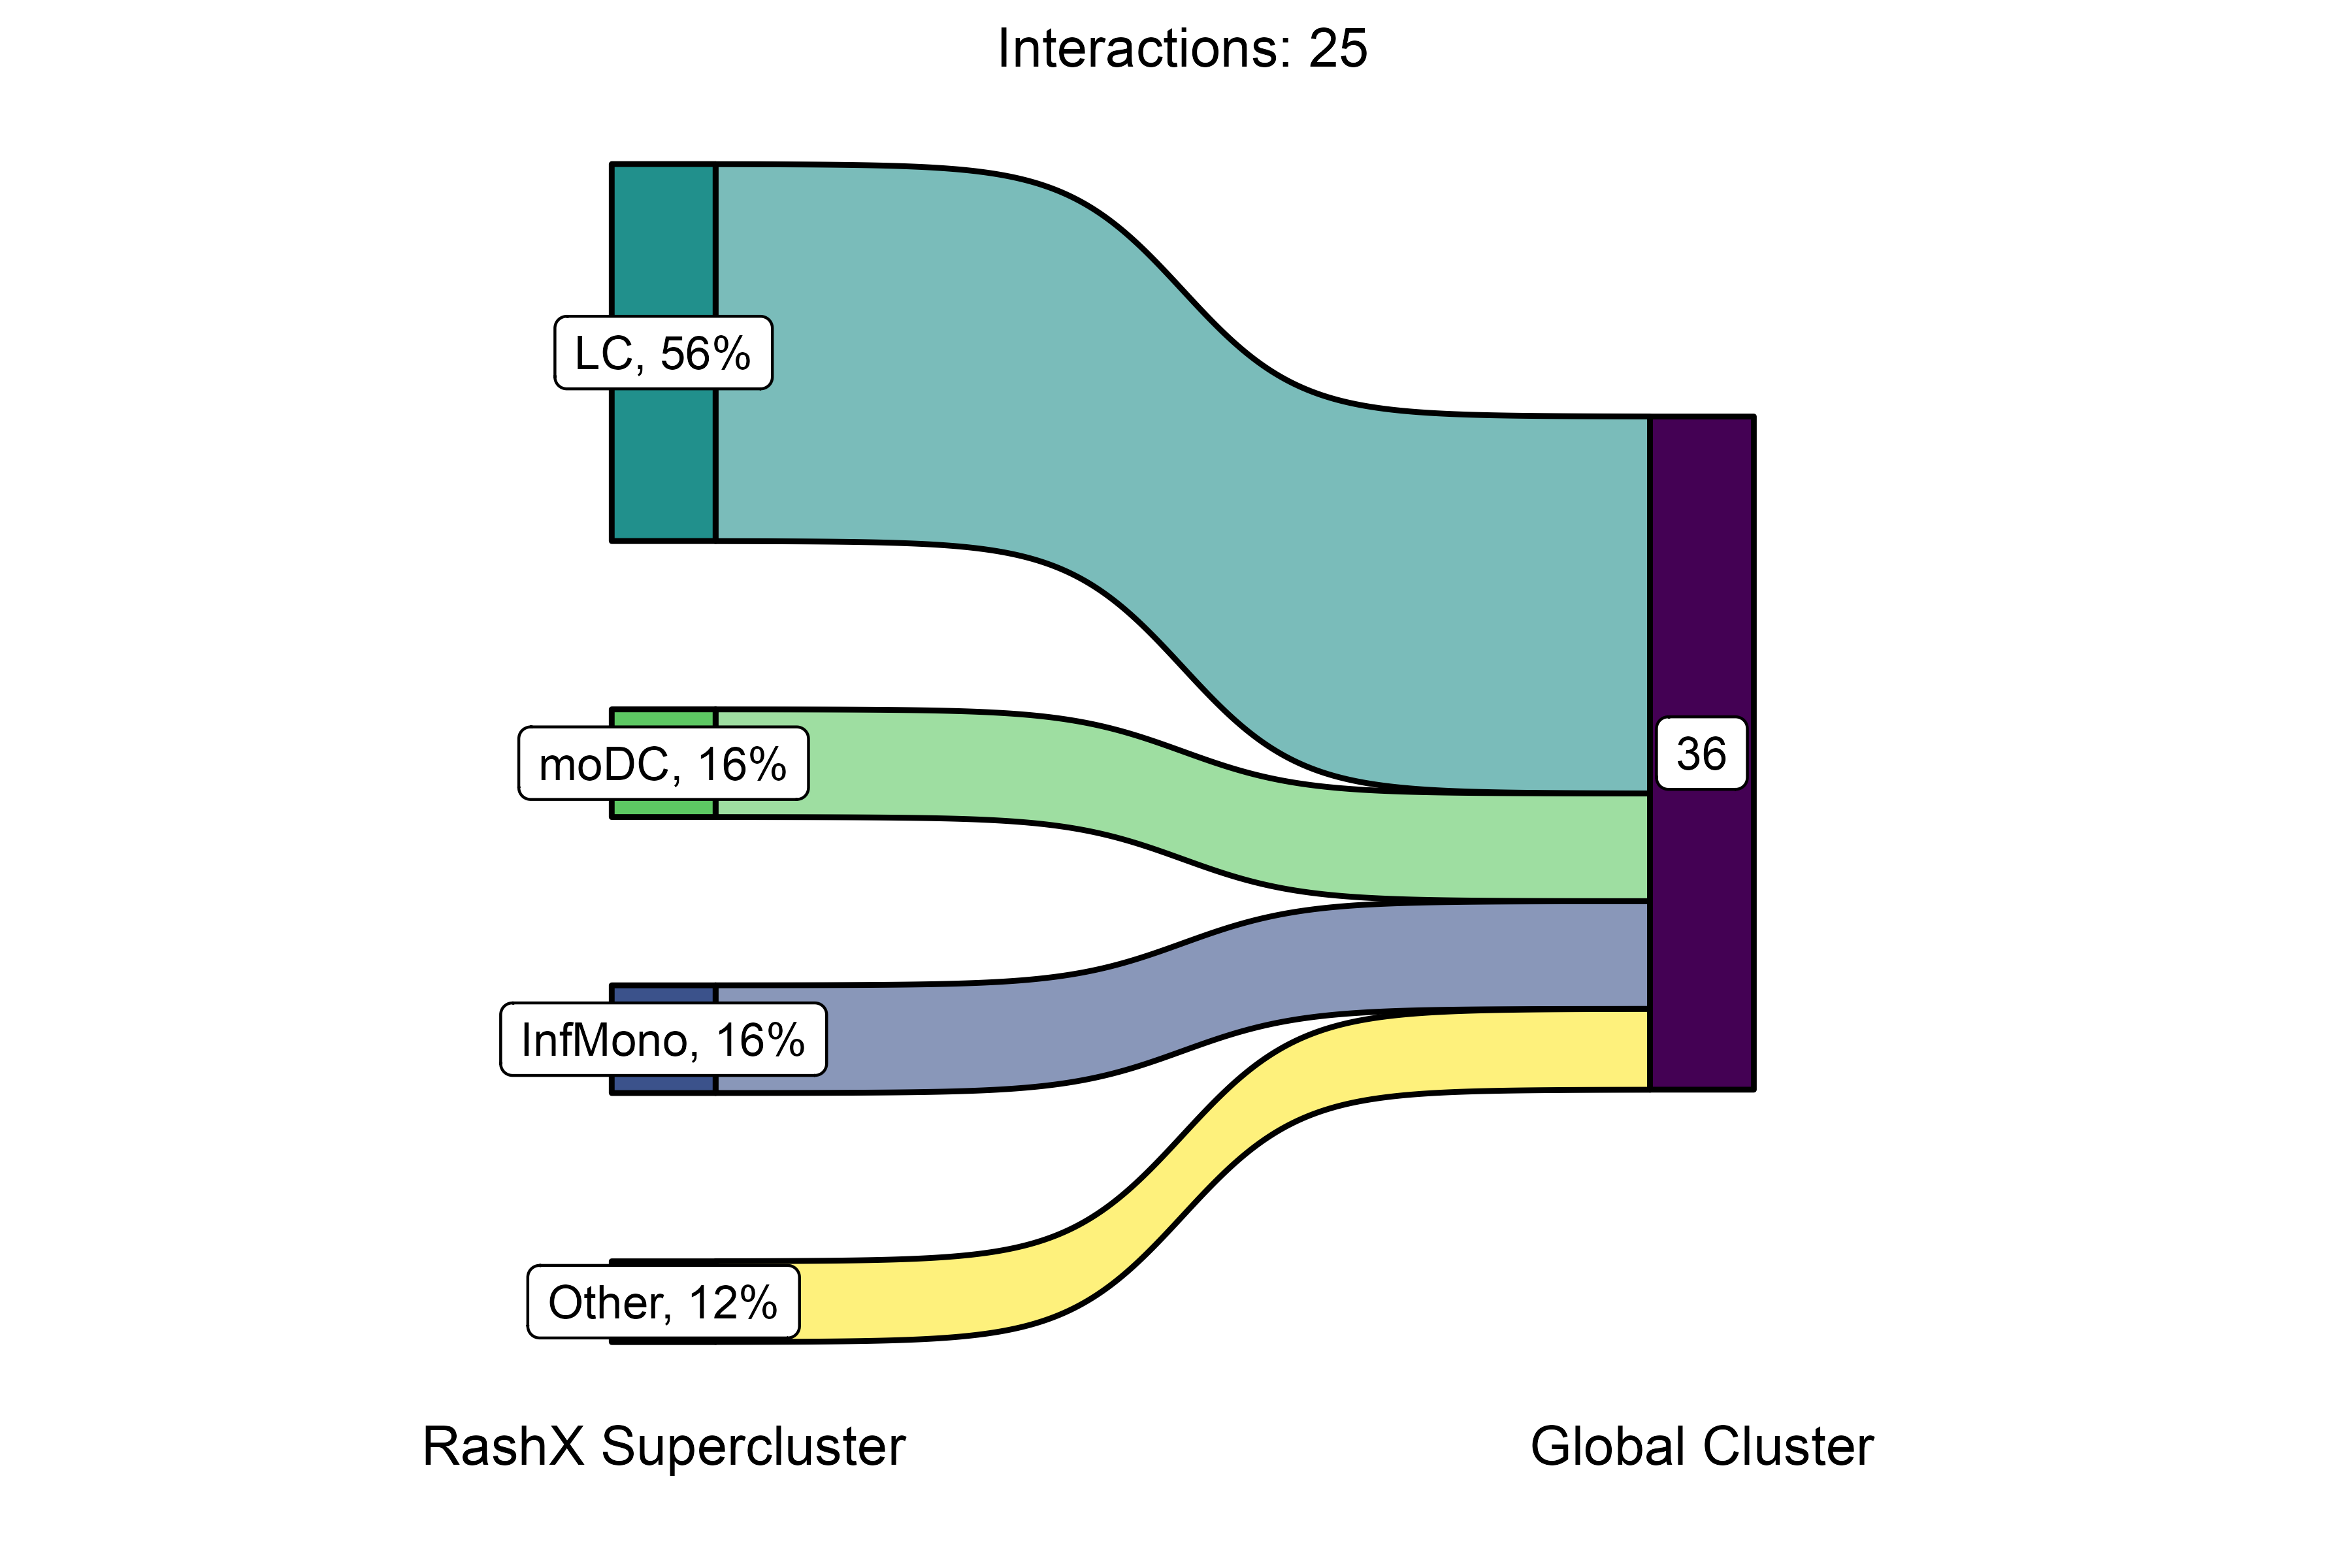 Interactions: 25
LC, 56%
moDC, 16%
36
InfMono, 16%
Other, 12%
RashX Supercluster
Global Cluster